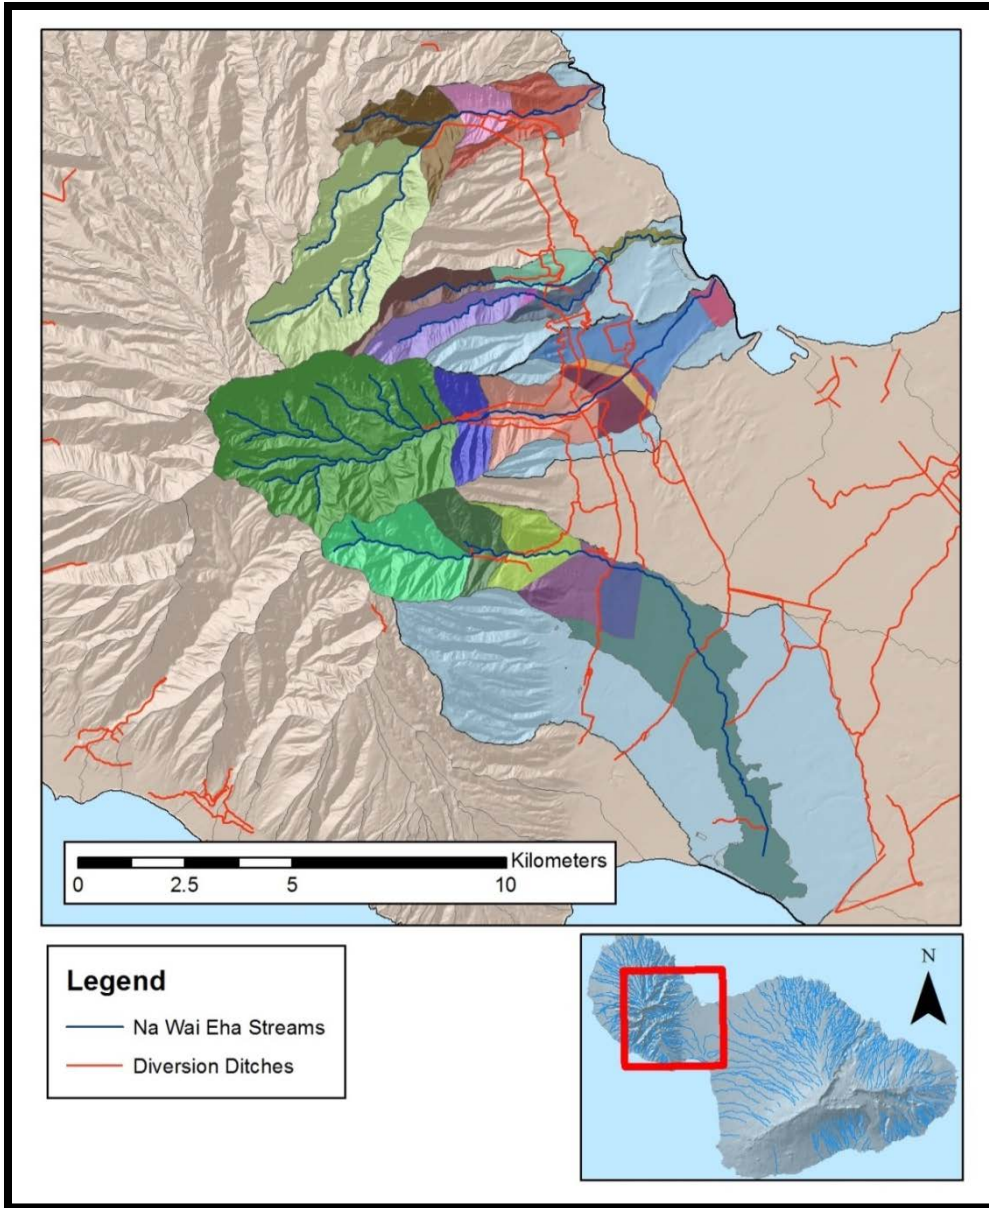 Kilometers
0 2.5 5 10
Legend
Na Wai Eha Streams
Diversion Ditches
N